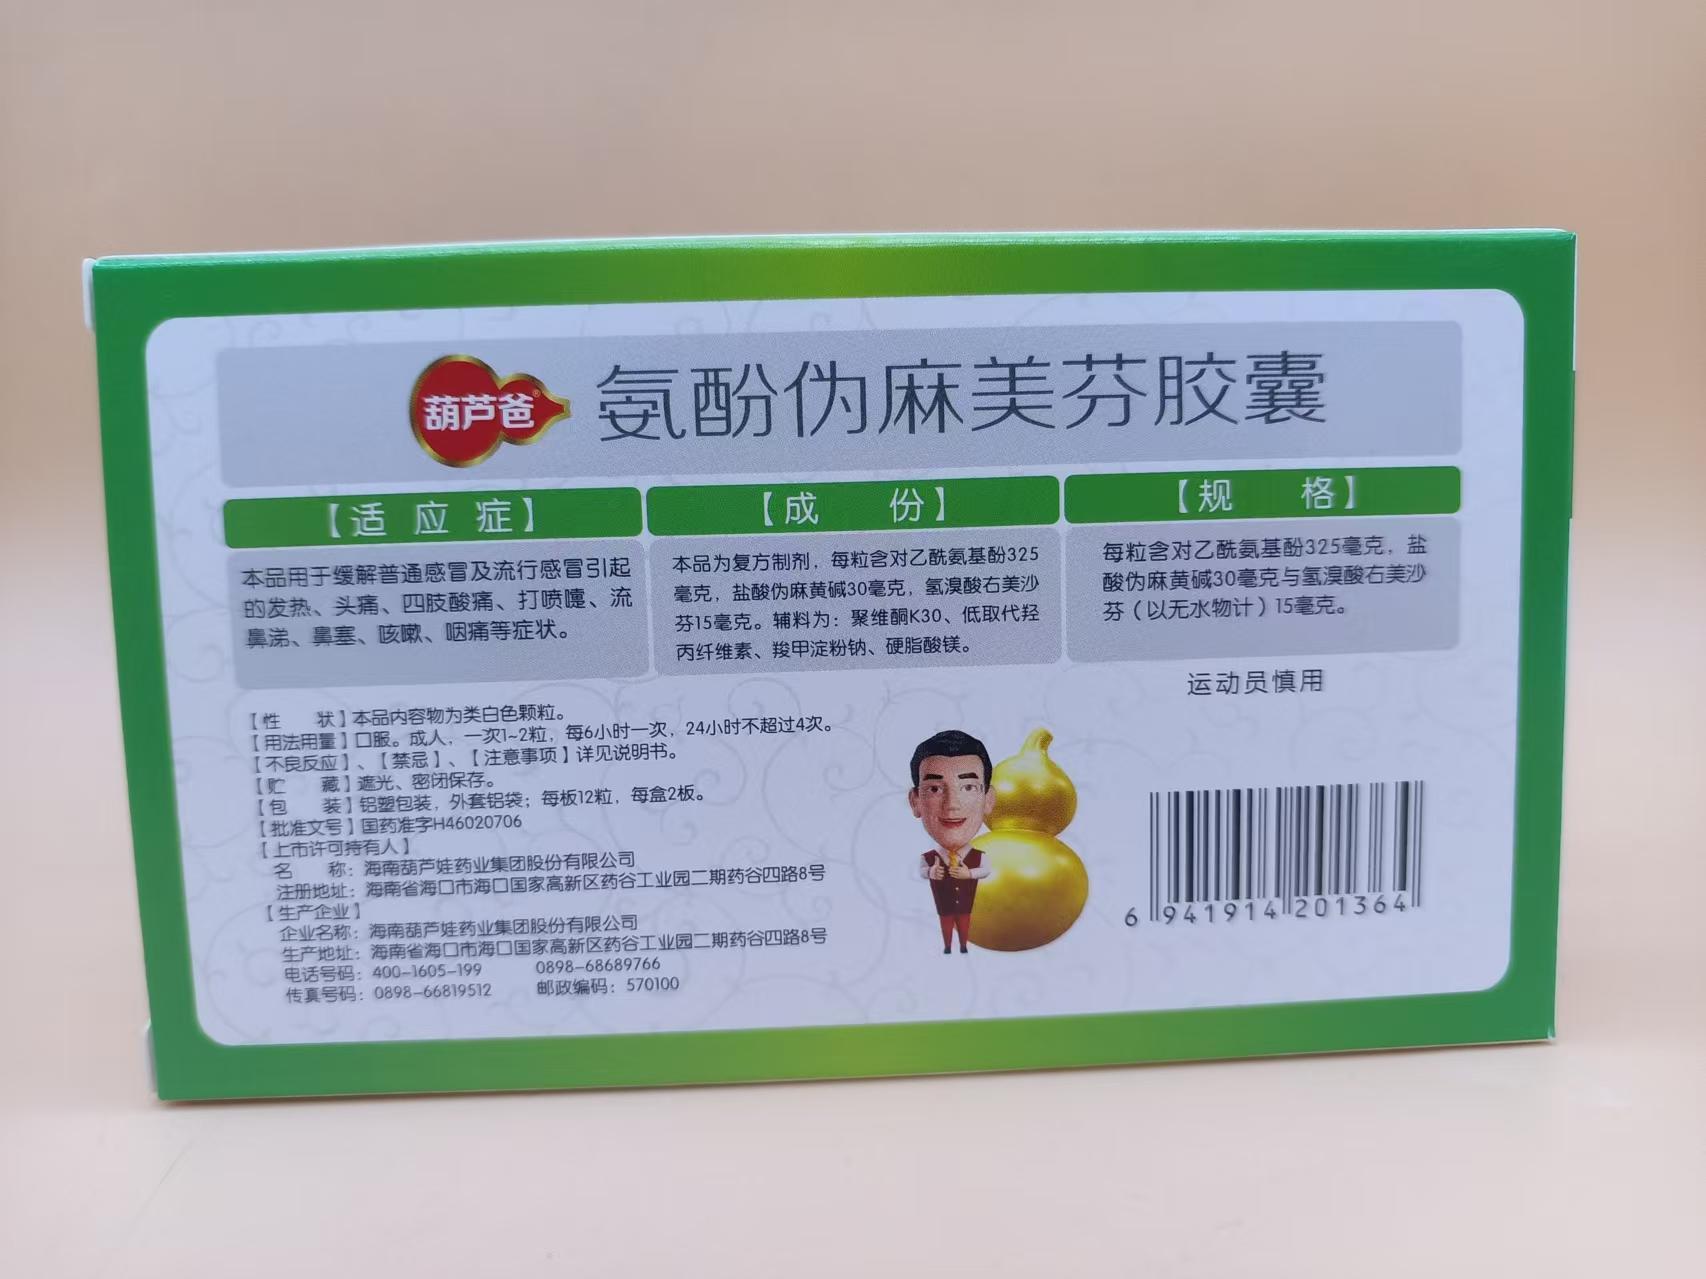 葫芦爸® 氨酚伪麻美芬胶囊
【适 应 症】
本品用于缓解普通感冒及流行感冒引起
的发热、头痛、四肢酸痛、打喷嚏、流
鼻涕、鼻塞、咳嗽、咽痛等症状。
【成 份】
本品为复方制剂，每粒含对乙酰氨基酚325
毫克，盐酸伪麻黄碱30毫克，氢溴酸右美沙
芬15毫克。辅料为：聚维酮K30、低取代羟
丙纤维素、羧甲淀粉钠、硬脂酸镁。
【规 格】
每粒含对乙酰氨基酚325毫克，盐
酸伪麻黄碱30毫克与氢溴酸右美沙
芬（以无水物计）15毫克。
运动员慎用
【性 状】本品内容物为类白色颗粒。
【用法用量】口服。成人，一次1~2粒，每6小时一次，24小时不超过4次。
【不良反应】、【禁忌】、【注意事项】详见说明书。
【贮 藏】遮光、密闭保存。
【包 装】铝塑包装，外套铝袋；每板12粒，每盒2板。
【批准文号】国药准字H46020706
【上市许可持有人】
名 称：海南葫芦娃药业集团股份有限公司
注册地址：海南省海口市海口国家高新区药谷工业园二期药谷四路8号
【生产企业】
企业名称：海南葫芦娃药业集团股份有限公司
生产地址：海南省海口市海口国家高新区药谷工业园二期药谷四路8号
电话号码：400-1605-199 0898-68689766
传真号码：0898-66819512 邮政编码：570100
6 941914 201364